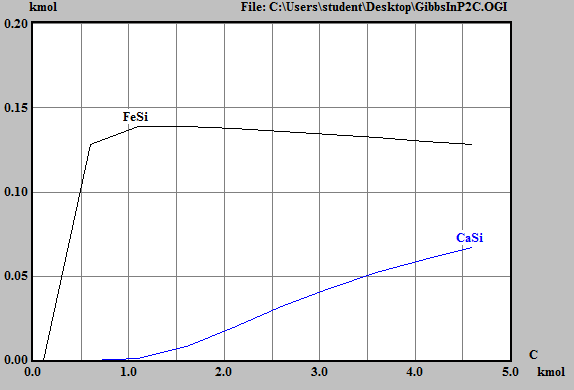 kmol File: C:\Users\student\Desktop\GibbsInP2C.OGI
0.20
0.15
FeSi
0.10
CaSi
0.05
0.00
C
0.0 1.0 2.0 3.0 4.0 5.0 kmol